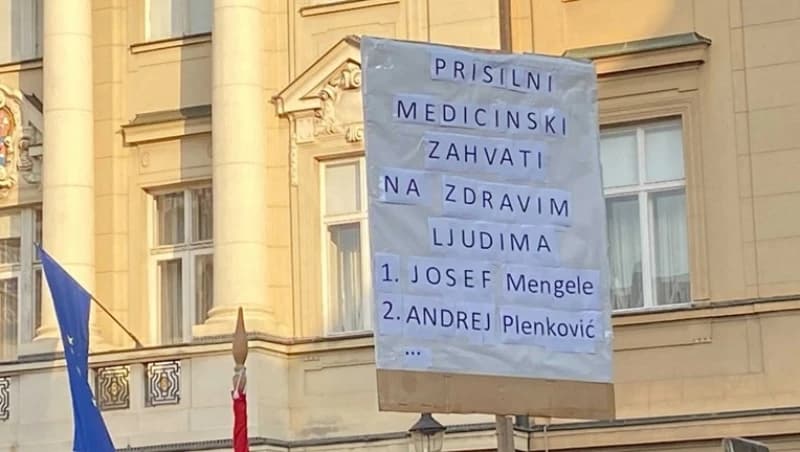 PRISILNI
MEDICINSKI
ZAHVATI
NA ZDRAVIM
LJUDIMA
1. JOSEF Mengele
2. ANDREJ Plenković
...